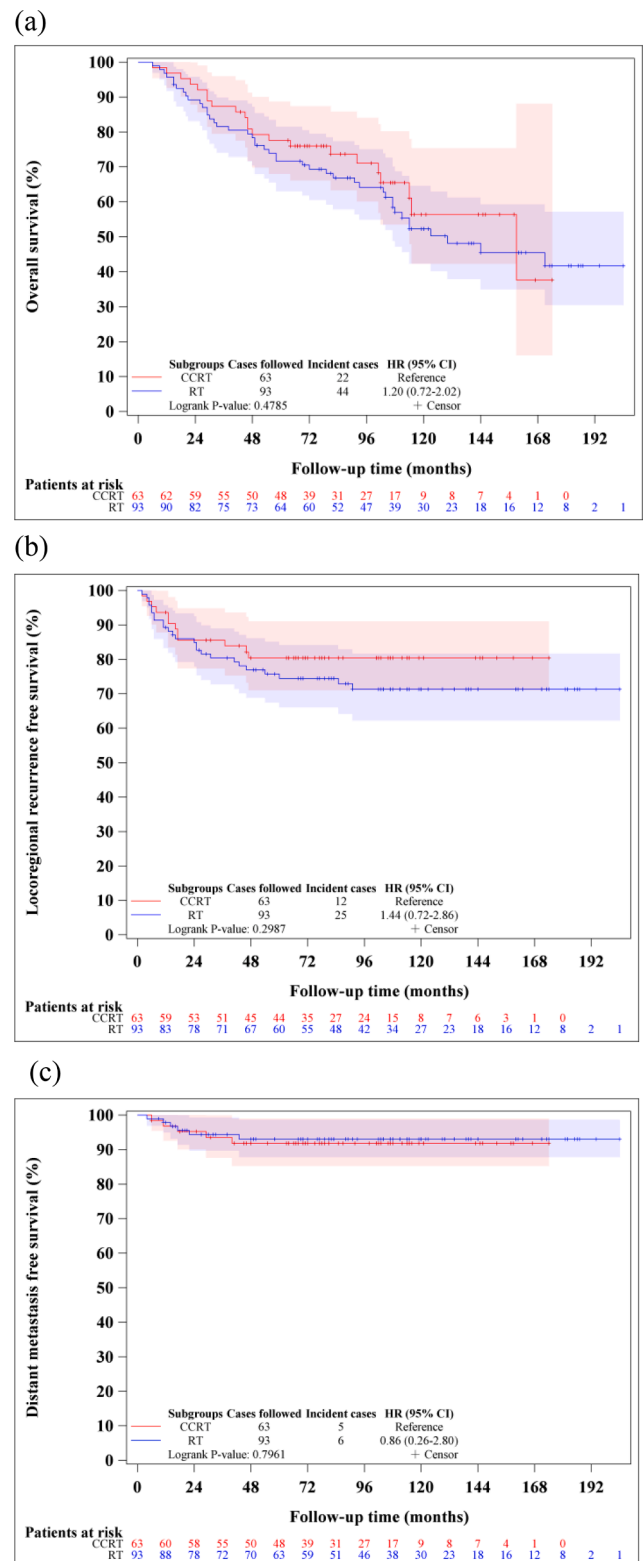 (a)
Overall survival (%)
100
90
80
70
60
50
40
30
20
10
0
Subgroups Cases followed Incident cases HR (95% CI)
CCRT 63 22 Reference
RT 93 44 1.20 (0.72-2.02)
Logrank P-value: 0.4785 + Censor
0 24 48 72 96 120 144 168 192
Follow-up time (months)
Patients at risk
CCRT 63 62 59 55 50 48 39 31 27 17 9 8 7 4 1 0
RT 93 90 82 75 73 64 60 52 47 39 30 23 18 16 12 8 2 1
(b)
Locoregional recurrence free survival (%)
100
90
80
70
60
50
40
30
20
10
0
Subgroups Cases followed Incident cases HR (95% CI)
CCRT 63 12 Reference
RT 93 25 1.44 (0.72-2.86)
Logrank P-value: 0.2987 + Censor
0 24 48 72 96 120 144 168 192
Follow-up time (months)
Patients at risk
CCRT 63 59 53 51 45 44 35 27 24 15 8 7 6 3 1 0
RT 93 83 78 71 67 60 55 48 42 34 27 23 18 16 12 8 2 1
(c)
Distant metastasis free survival (%)
100
90
80
70
60
50
40
30
20
10
0
Subgroups Cases followed Incident cases HR (95% CI)
CCRT 63 5 Reference
RT 93 6 0.86 (0.26-2.80)
Logrank P-value: 0.7961 + Censor
0 24 48 72 96 120 144 168 192
Follow-up time (months)
Patients at risk
CCRT 63 60 58 55 50 48 39 31 27 17 9 8 7 4 1 0
RT 93 88 78 72 70 63 59 51 46 38 30 23 18 16 12 8 2 1